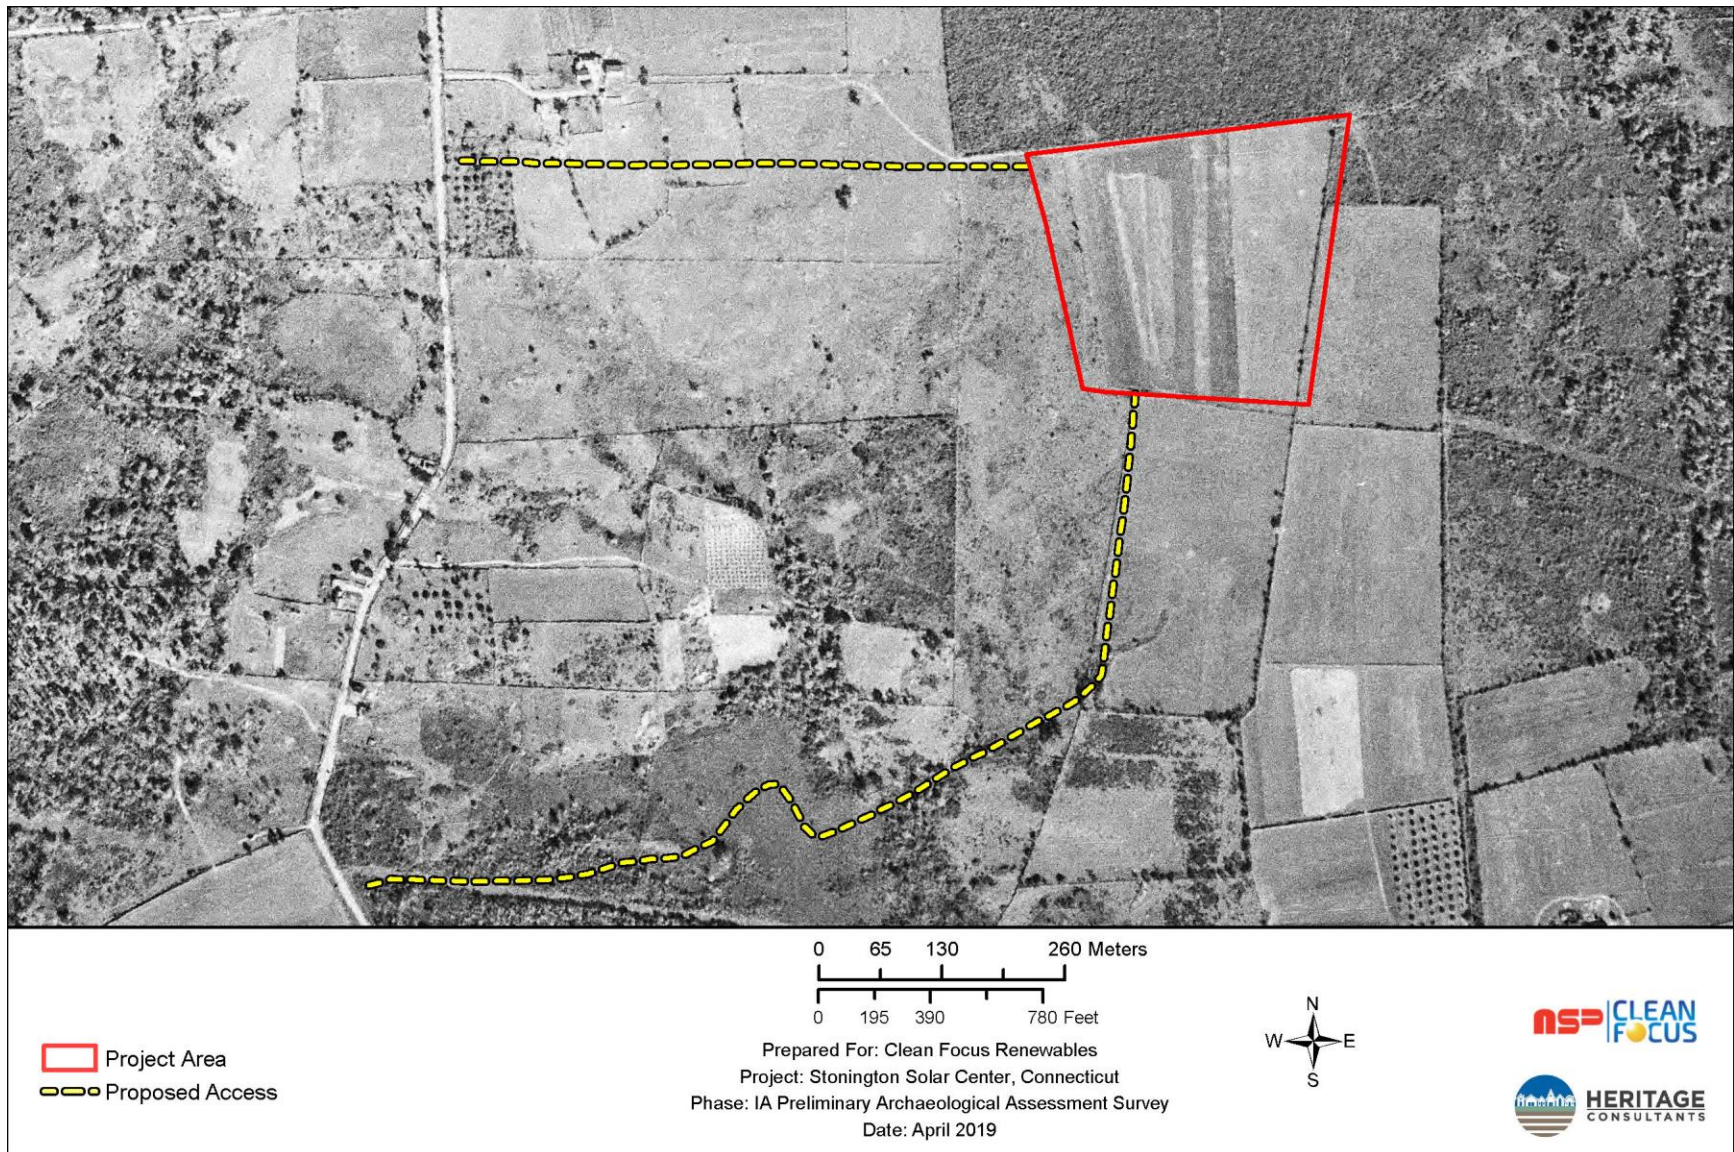 0 65 130 260 Meters
0 195 390 780 Feet
Prepared For: Clean Focus Renewables
Project: Stonington Solar Center, Connecticut
Phase: IA Preliminary Archaeological Assessment Survey
Date: April 2019
Project Area
Proposed Access
N
W E
S
NSP CLEAN
FOCUS
HERITAGE
CONSULTANTS